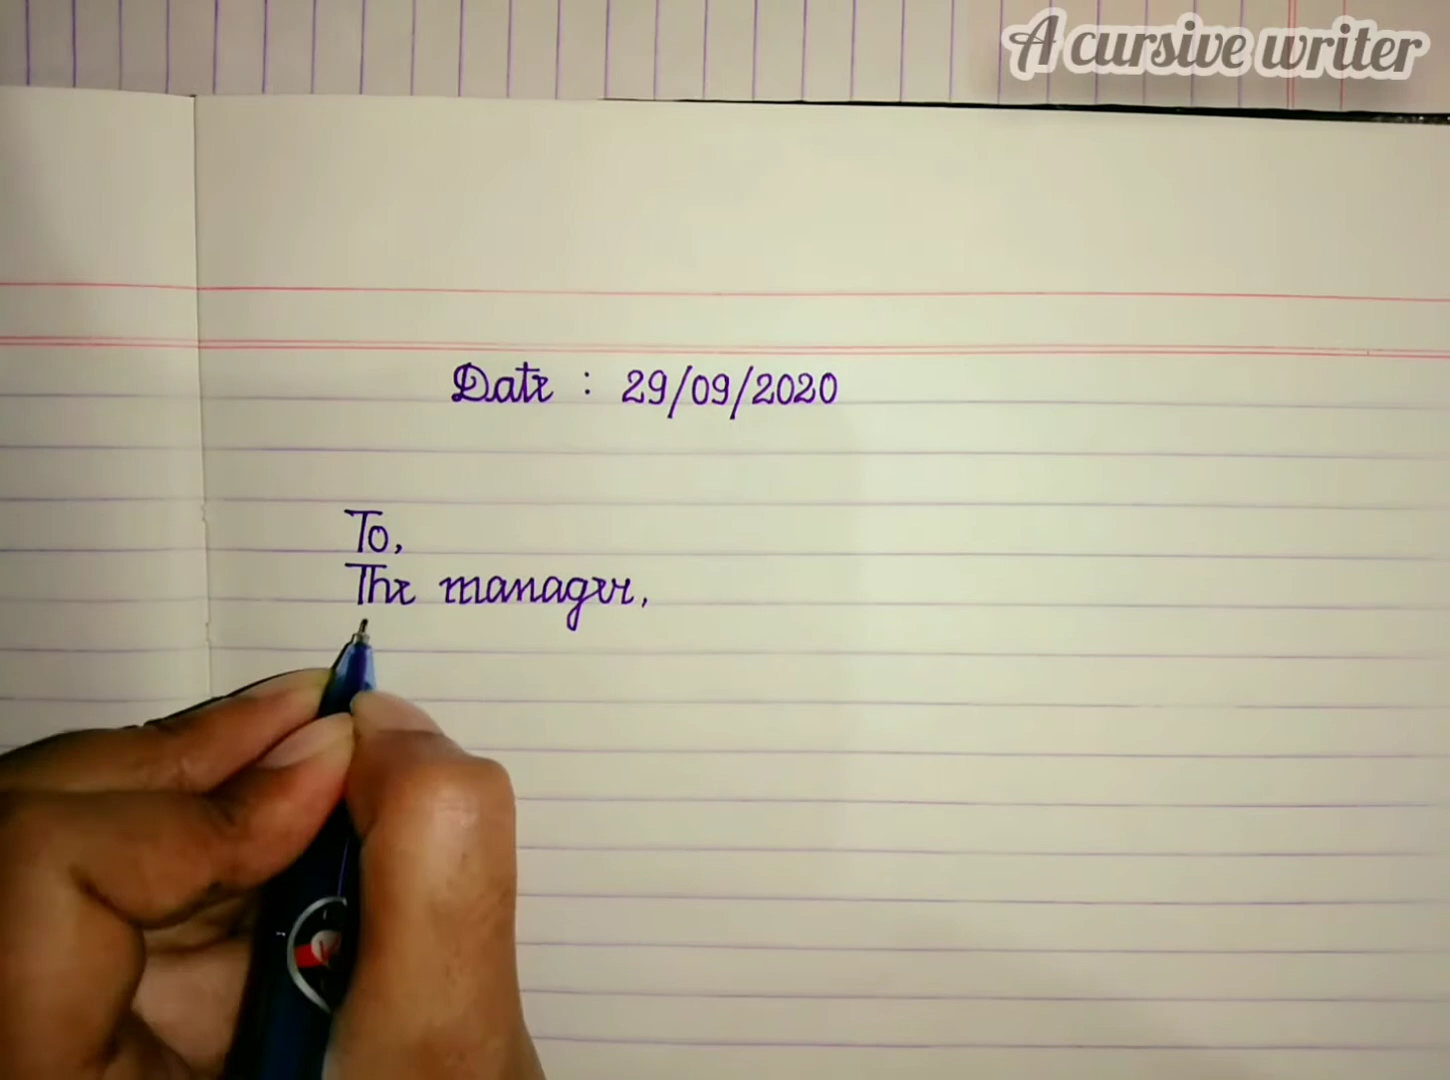 A cursive writer
Date : 29/09/2020
To,
The manager,